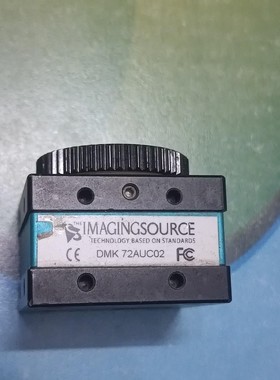 THE
IMAGINGSOURCE
TECHNOLOGY BASED ON STANDARDS
CE DMK 72AUC02 FC